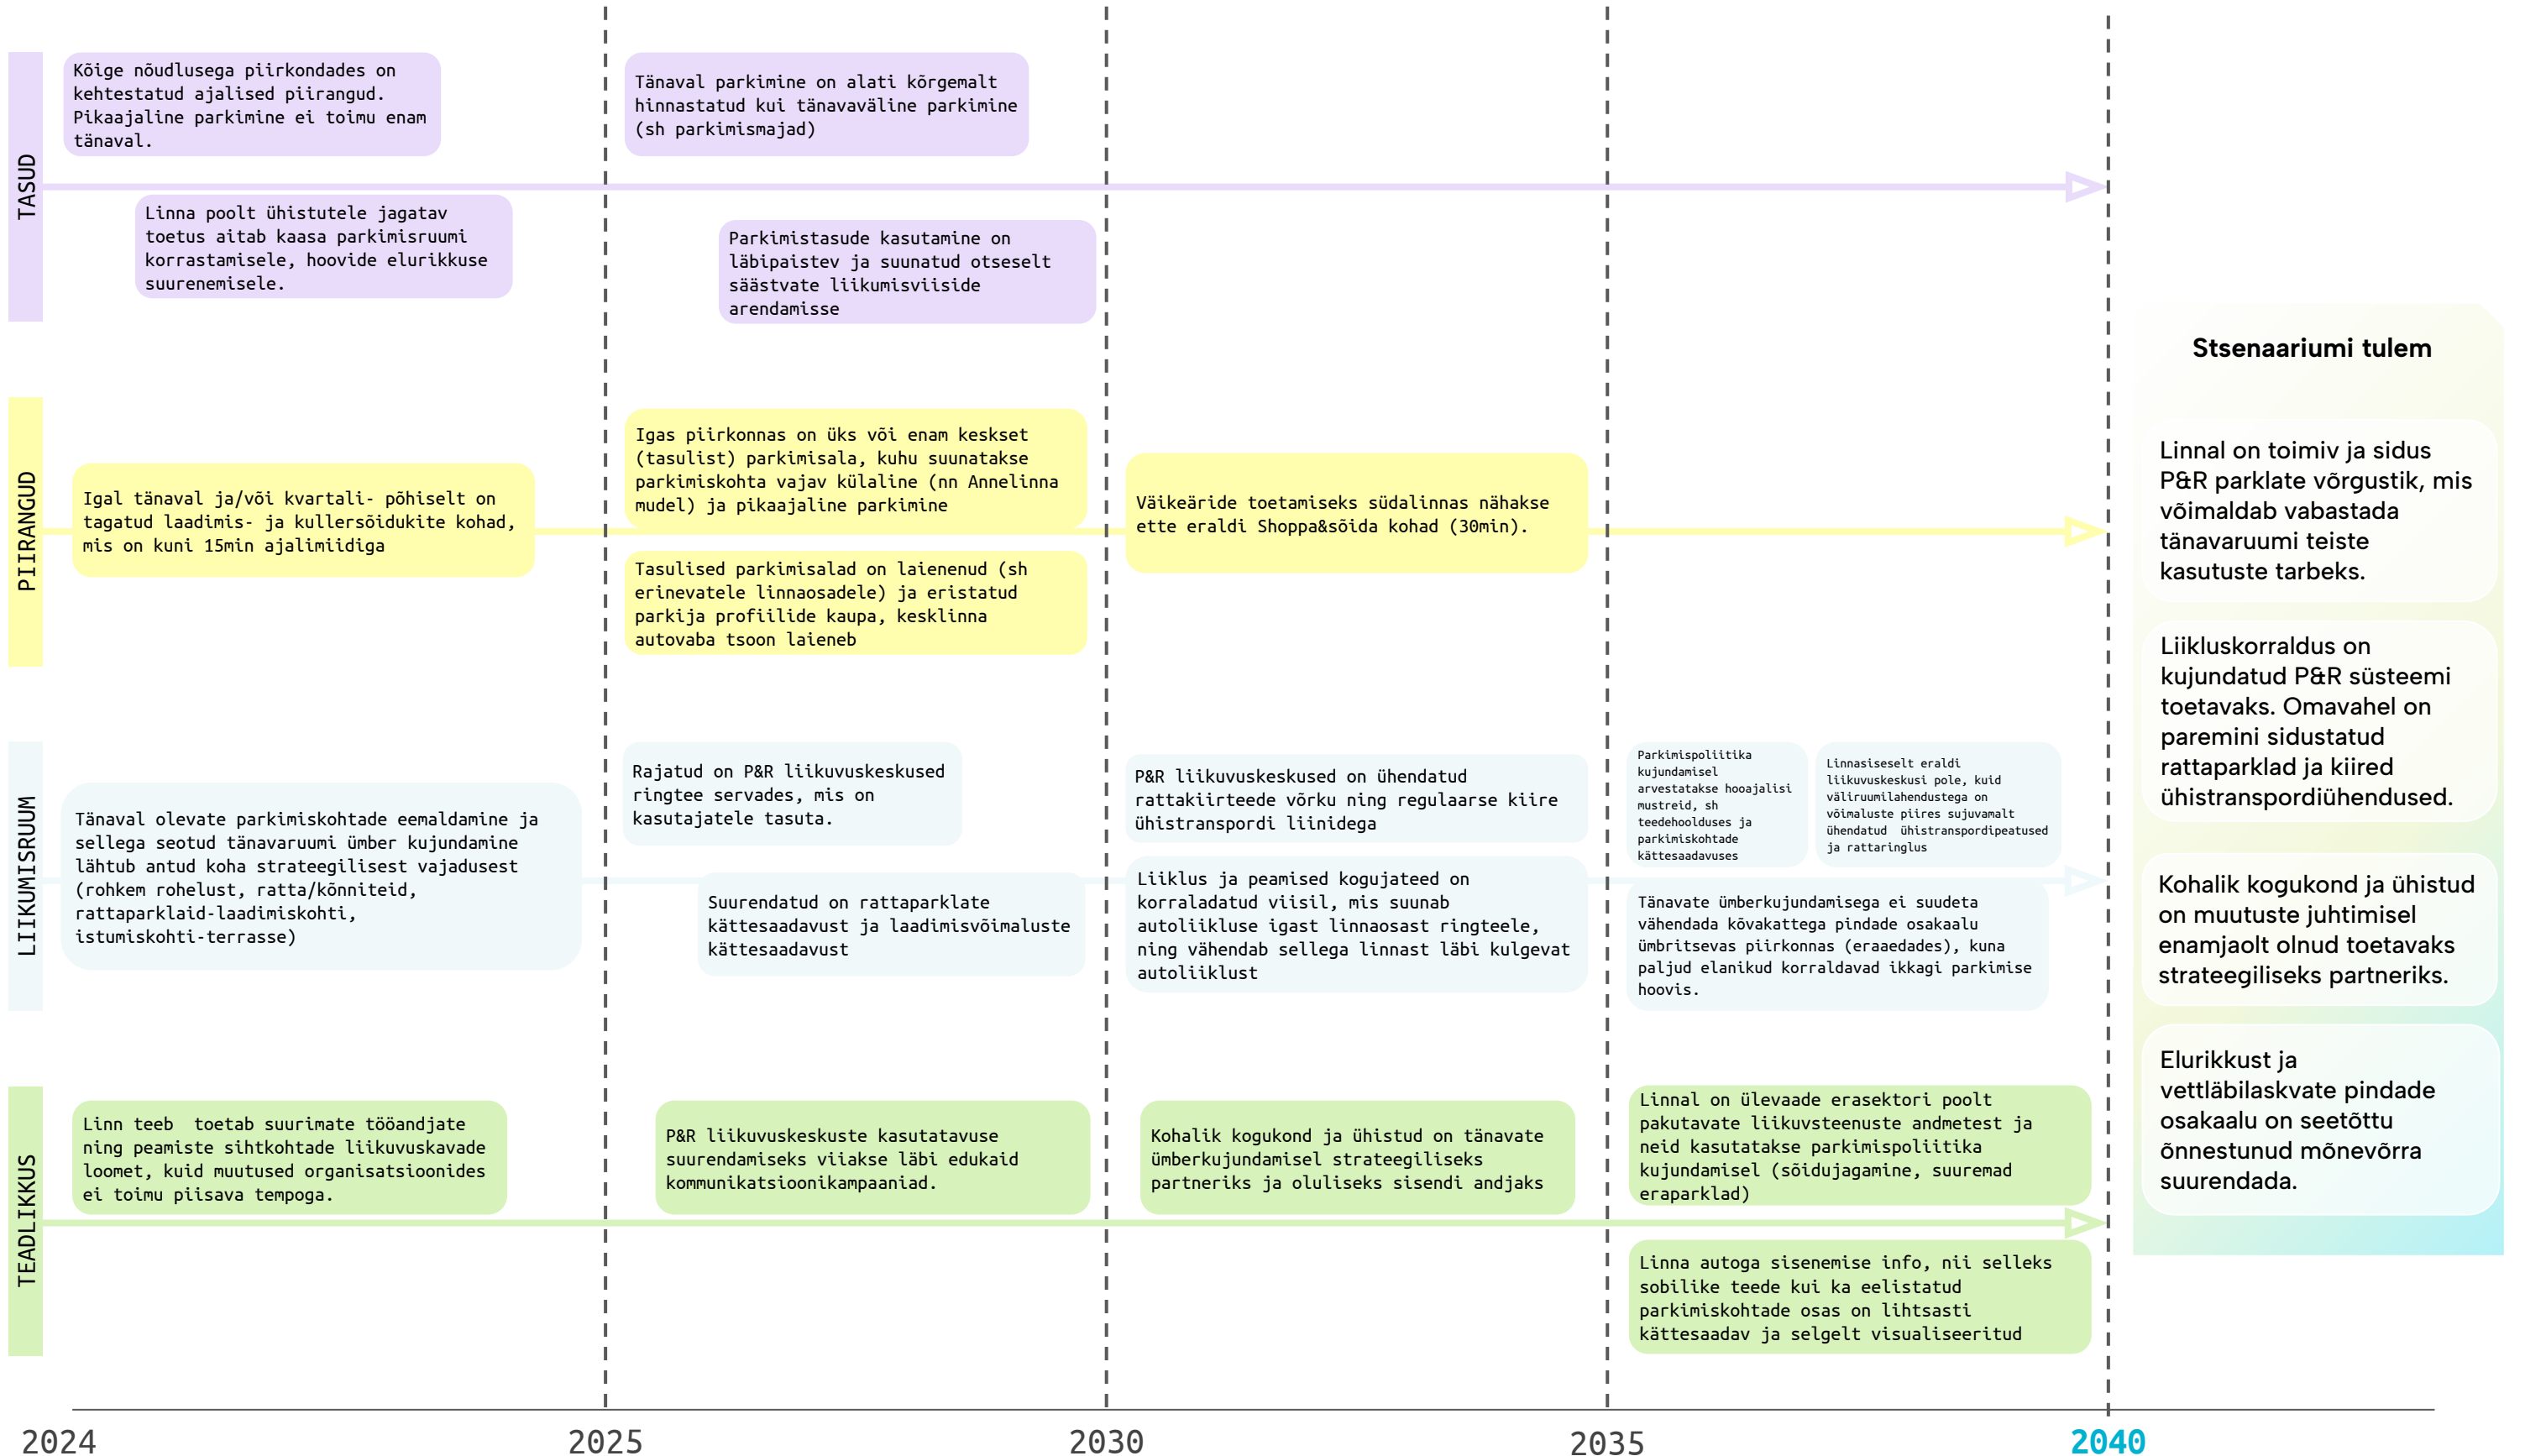 TASUD
Kõige nõudlusega piirkondades on
kehtestatud ajalised piirangud.
Pikaajaline parkimine ei toimu enam
tänaval.
Linna poolt ühistutele jagatav
toetus aitab kaasa parkimisruumi
korrastamisele, hoovide elurikkuse
suurenemisele.
Tänaval parkimine on alati kõrgemalt
hinnastatud kui tänavaväline parkimine
(sh parkimismajad)
Parkimistasude kasutamine on
läbipaistev ja suunatud otseselt
säästvate liikumisviiside
arendamisse
PIIRANGUD
Igal tänaval ja/või kvartali- põhiselt on
tagatud laadimis- ja kullersõidukite kohad,
mis on kuni 15min ajalimiidiga
Igas piirkonnas on üks või enam keskset
(tasulist) parkimisala, kuhu suunatakse
parkimiskohta vajav külaline (nn Annelinna
mudel) ja pikaajaline parkimine
Tasulised parkimisalad on laienenud (sh
erinevatele linnaosadele) ja eristatud
parkija profiilide kaupa, kesklinna
autovaba tsoon laieneb
Väikeäride toetamiseks südalinnas nähakse
ette eraldi Shoppa&sõida kohad (30min).
LIIKUMISRUUM
Tänaval olevate parkimiskohtade eemaldamine ja
sellega seotud tänavaruumi ümber kujundamine
lähtub antud koha strateegilisest vajadusest
(rohkem rohelust, ratta/kõnniteid,
rattaparklaid-laadimiskohti,
istumiskohti-terrasse)
Rajatud on P&R liikuvuskeskused
ringtee servades, mis on
kasutajatele tasuta.
Suurendatud on rattaparklate
kättesaadavust ja laadimisvõimaluste
kättesaadavust
P&R liikuvuskeskused on ühendatud
rattakiirteede võrku ning regulaarse kiire
ühistranspordi liinidega
Liiklus ja peamised kogujateed on
korraladatud viisil, mis suunab
autoliikluse igast linnaosast ringteele,
ning vähendab sellega linnast läbi kulgevat
autoliiklust
Parkimispoliitika
kujundamisel
arvestatakse hooajalisi
mustreid, sh
teedehoolduses ja
parkimiskohtade
kättesaadavuses
Linnasiseselt eraldi
liikuvuskeskusi pole, kuid
väliruumilahendustega on
võimaluste piires sujuvamalt
ühendatud  ühistranspordipeatused
ja rattaringlus
Tänavate ümberkujundamisega ei suudeta
vähendada kõvakattega pindade osakaalu
ümbritsevas piirkonnas (eraaedades), kuna
paljud elanikud korraldavad ikkagi parkimise
hoovis.
TEADLIKKUS
Linn teeb  toetab suurimate tööandjate
ning peamiste sihtkohtade liikuvuskavade
loomet, kuid muutused organisatsioonides
ei toimu piisava tempoga.
P&R liikuvuskeskuste kasutatavuse
suurendamiseks viiakse läbi edukaid
kommunikatsioonikampaaniad.
Kohalik kogukond ja ühistud on tänavate
ümberkujundamisel strateegiliseks
partneriks ja oluliseks sisendi andjaks
Linnal on ülevaade erasektori poolt
pakutavate liikuvsteenuste andmetest ja
neid kasutatakse parkimispoliitika
kujundamisel (sõidujagamine, suuremad
eraparklad)
Linna autoga sisenemise info, nii selleks
sobilike teede kui ka eelistatud
parkimiskohtade osas on lihtsasti
kättesaadav ja selgelt visualiseeritud
Stsenaariumi tulem
Linnal on toimiv ja sidus
P&R parklate võrgustik, mis
võimaldab vabastada
tänavaruumi teiste
kasutuste tarbeks.
Liikluskorraldus on
kujundatud P&R süsteemi
toetavaks. Omavahel on
paremini sidustatud
rattaparklad ja kiired
ühistranspordiühendused.
Kohalik kogukond ja ühistud
on muutuste juhtimisel
enamjaolt olnud toetavaks
strateegiliseks partneriks.
Elurikkust ja
vettläbilaskvate pindade
osakaalu on seetõttu
õnnestunud mõnevõrra
suurendada.
2024
2025
2030
2035
2040